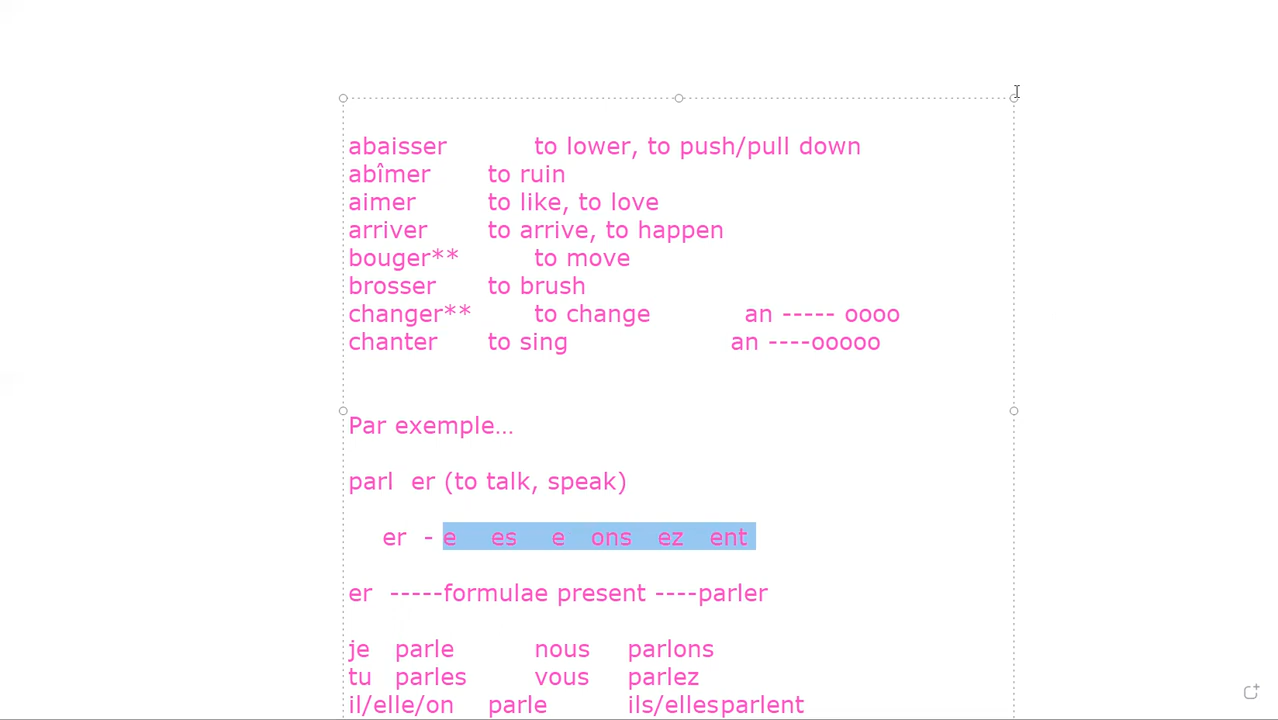 abaisser to lower, to push/pull down
abîmer to ruin
aimer to like, to love
arriver to arrive, to happen
bouger** to move
brosser to brush
changer** to change an ----- oooo
chanter to sing an ----ooooo
Par exemple...
parl er (to talk, speak)
er - e es e ons ez ent
er -----formulae present ----parler
je parle nous parlons
tu parles vous parlez
il/elle/on parle ils/ellesparlent